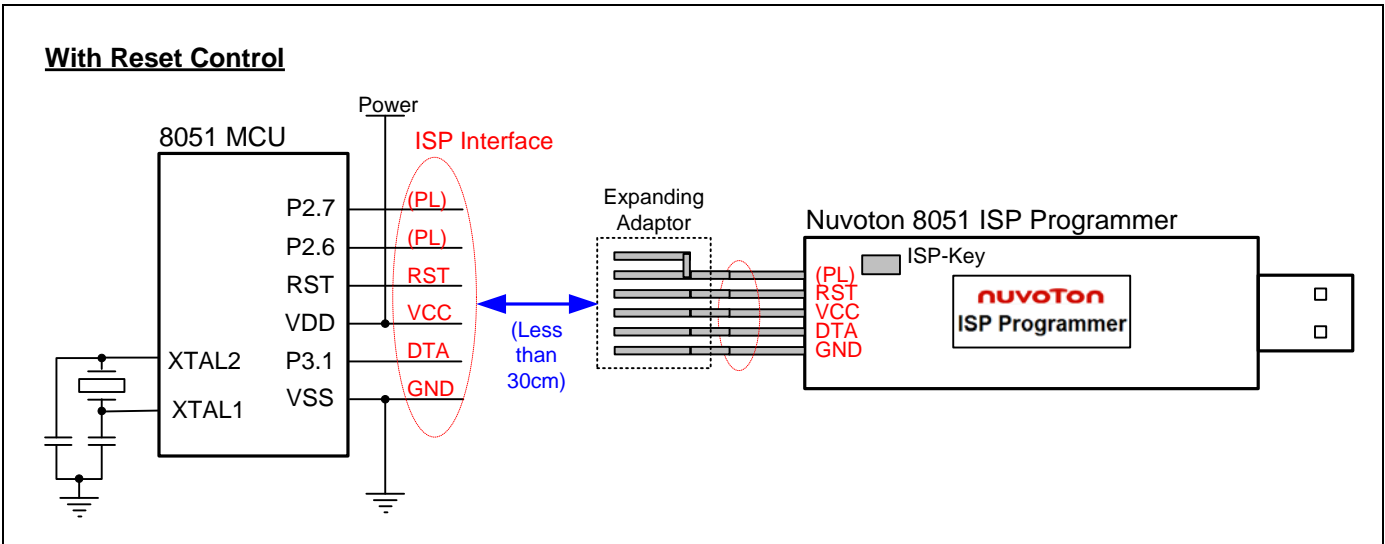 With Reset Control
Power
8051 MCU
ISP Interface
P2.7
(PL)
P2.6
(PL)
RST
RST
VDD
VCC
P3.1
DTA
VSS
GND
XTAL2
XTAL1
(Less
than
30cm)
Expanding
Adaptor
Nuvoton 8051 ISP Programmer
ISP-Key
(PL)
RST
VCC
DTA
GND
nuvoTon
ISP Programmer